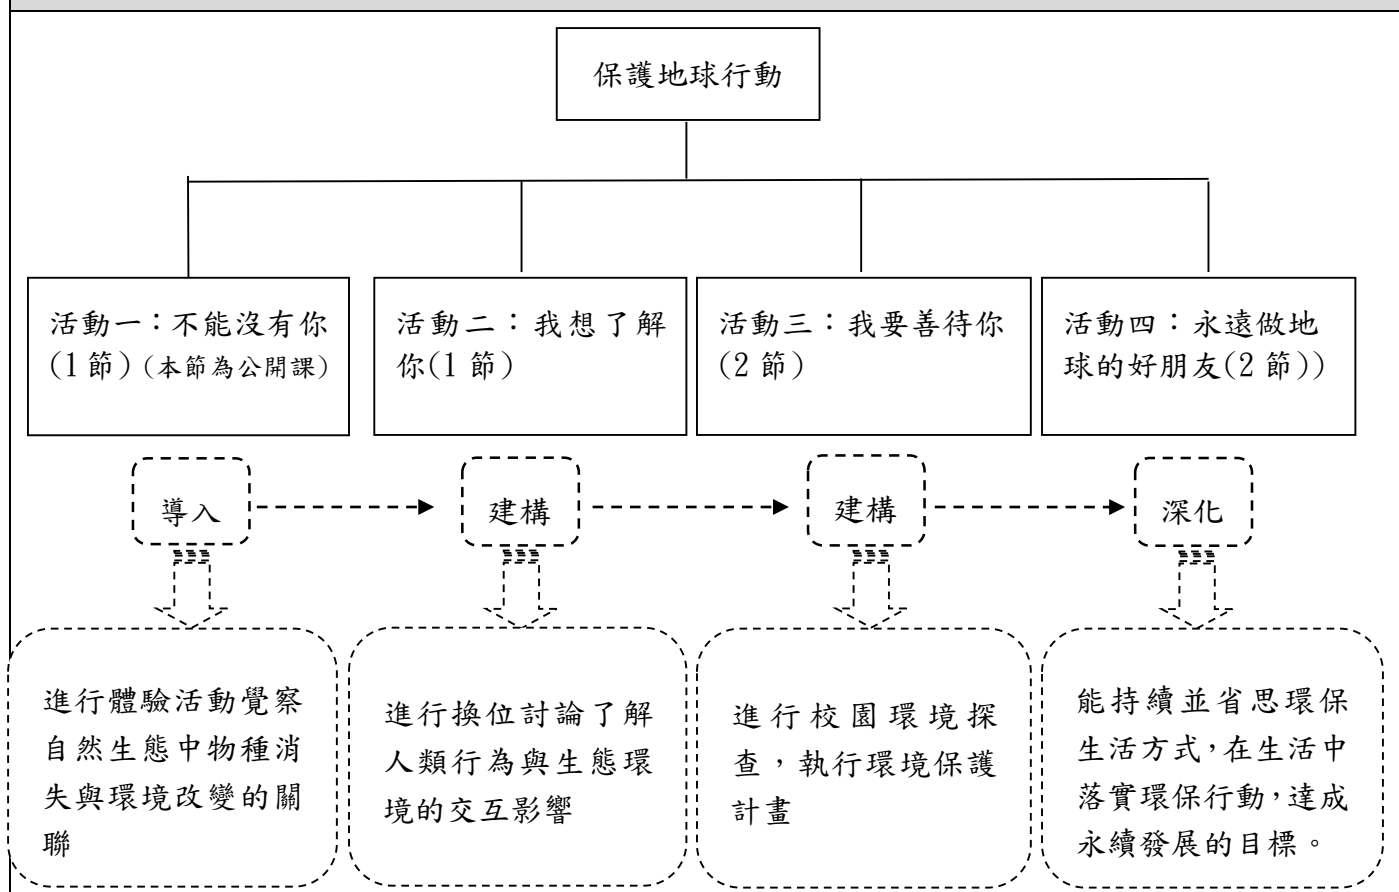 保護地球行動
活動一：不能沒有你
(1 節) (本節為公開課)
活動二：我想了解
你(1 節)
活動三：我要善待你
(2 節)
活動四：永遠做地
球的好朋友(2 節))
導入
建構
建構
深化
進行體驗活動覺察
自然生態中物種消
失與環境改變的關
聯
進行換位討論了解
人類行為與生態環
境的交互影響
進行校園環境探
查，執行環境保護
計畫
能持續並省思環保
生活方式，在生活中
落實環保行動，達成
永續發展的目標。